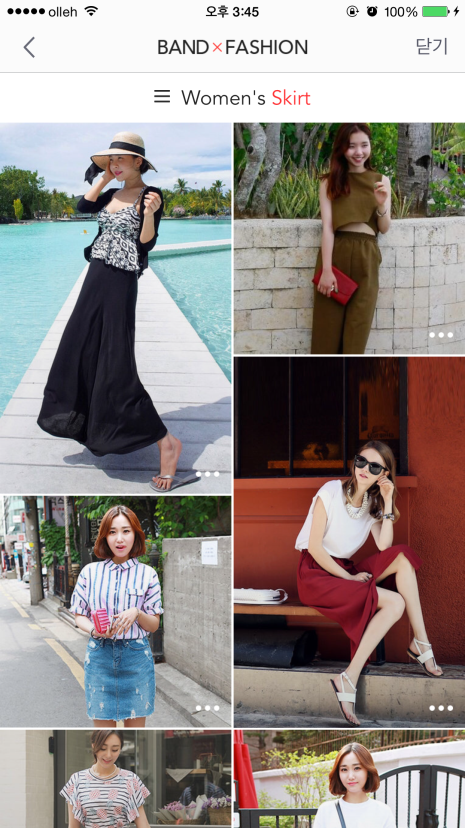 olleh 오후 3:45 100%
BAND×FASHION 닫기
Women's Skirt